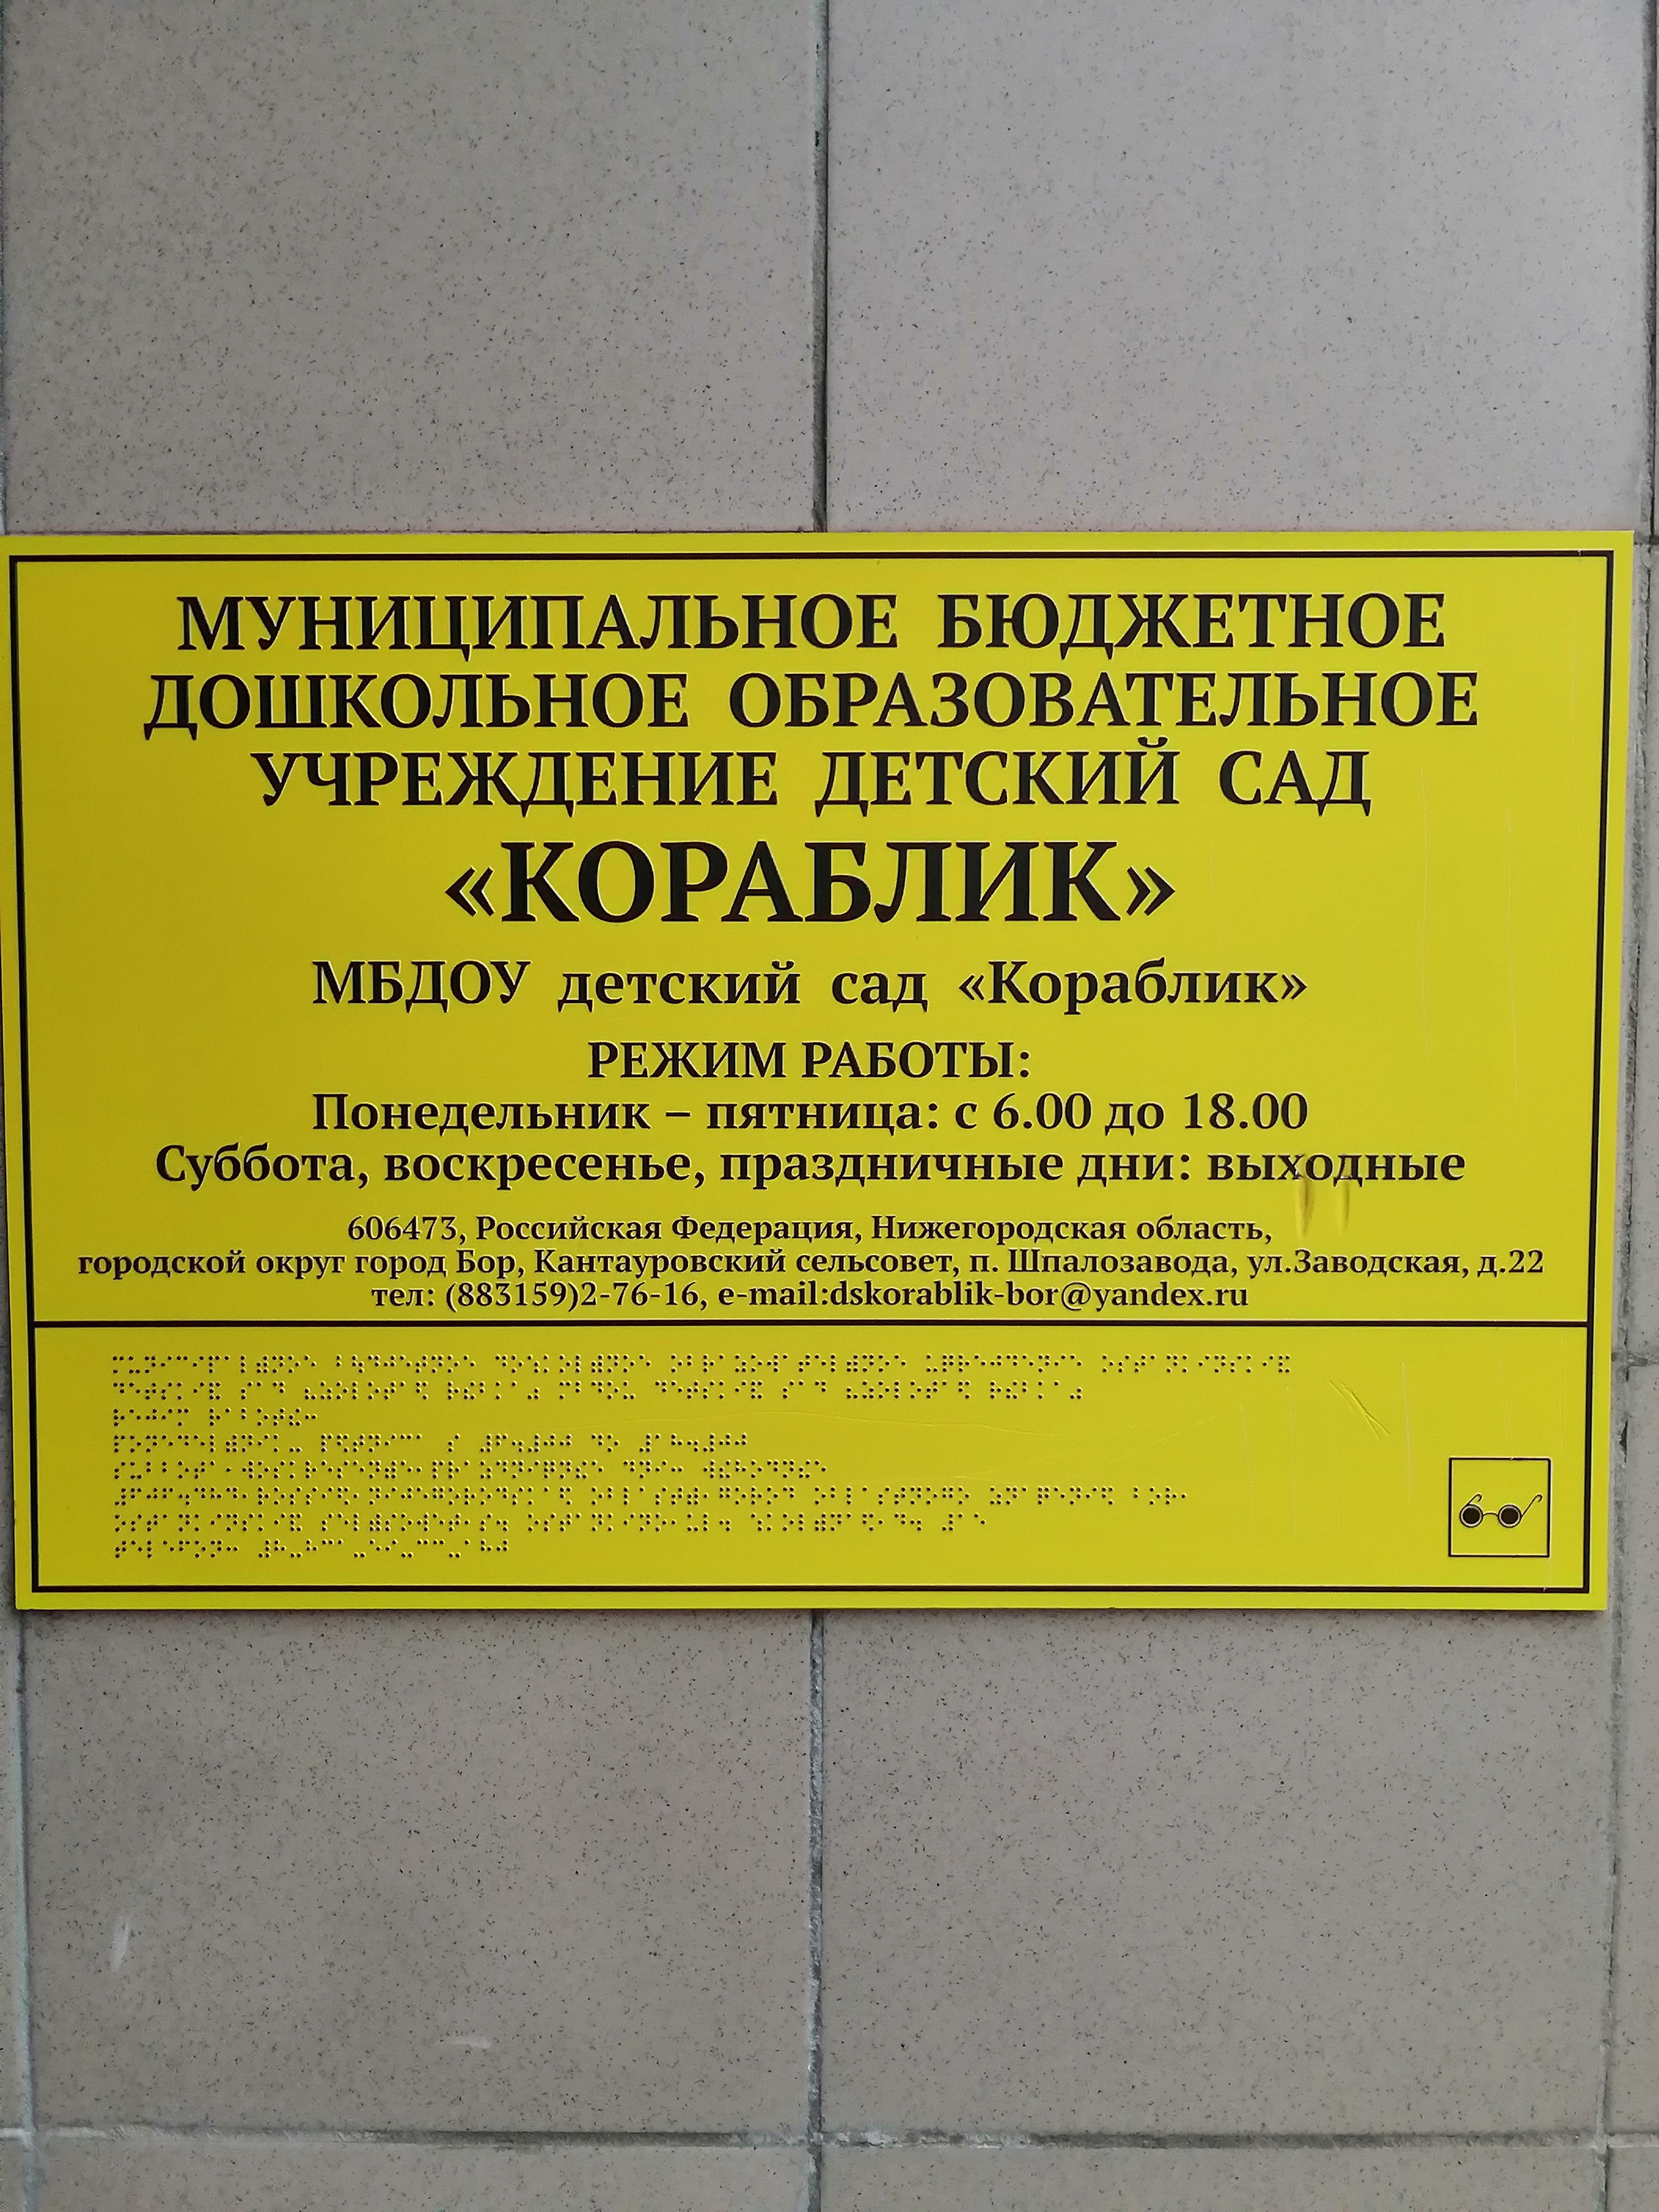 МУНИЦИПАЛЬНОЕ БЮДЖЕТНОЕ
ДОШКОЛЬНОЕ ОБРАЗОВАТЕЛЬНОЕ
УЧРЕЖДЕНИЕ ДЕТСКИЙ САД
«КОРАБЛИК»
МБДОУ детский сад «Кораблик»
РЕЖИМ РАБОТЫ:
Понедельник – пятница: с 6.00 до 18.00
Суббота, воскресенье, праздничные дни: выходные
606473, Российская Федерация, Нижегородская область,
городской округ город Бор, Кантауровский сельсовет, п. Шпалозавода, ул.Заводская, д.22
тел: (883159)2-76-16, e-mail:dskorablik-bor@yandex.ru